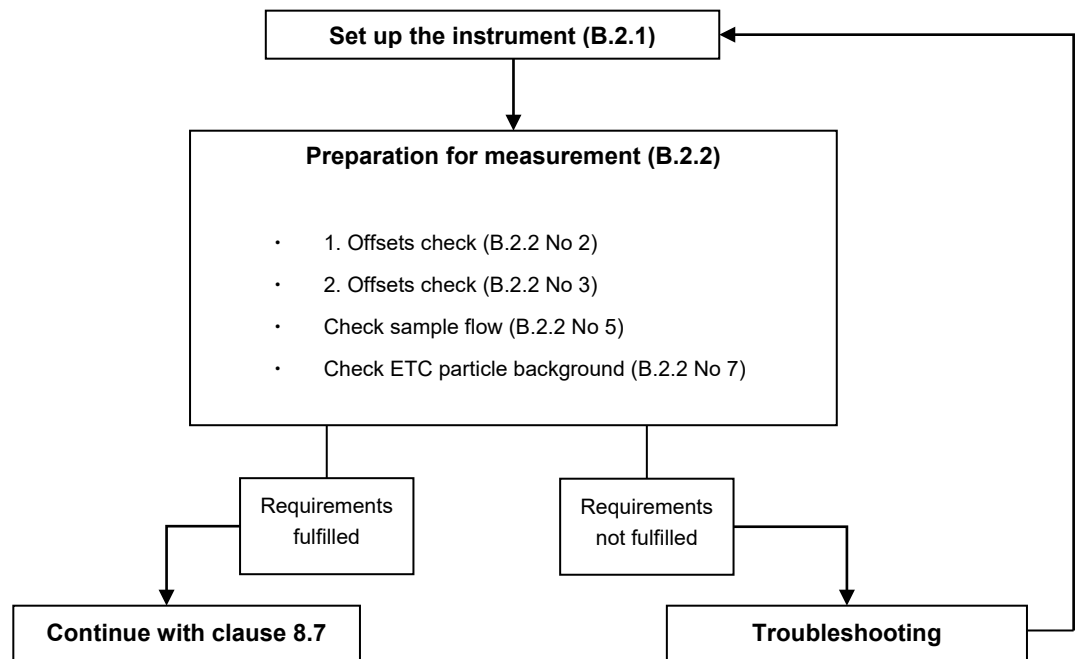 Set up the instrument (B.2.1)
Preparation for measurement (B.2.2)
・ 1. Offsets check (B.2.2 No 2)
・ 2. Offsets check (B.2.2 No 3)
・ Check sample flow (B.2.2 No 5)
・ Check ETC particle background (B.2.2 No 7)
Requirements
fulfilled
Requirements
not fulfilled
Continue with clause 8.7
Troubleshooting